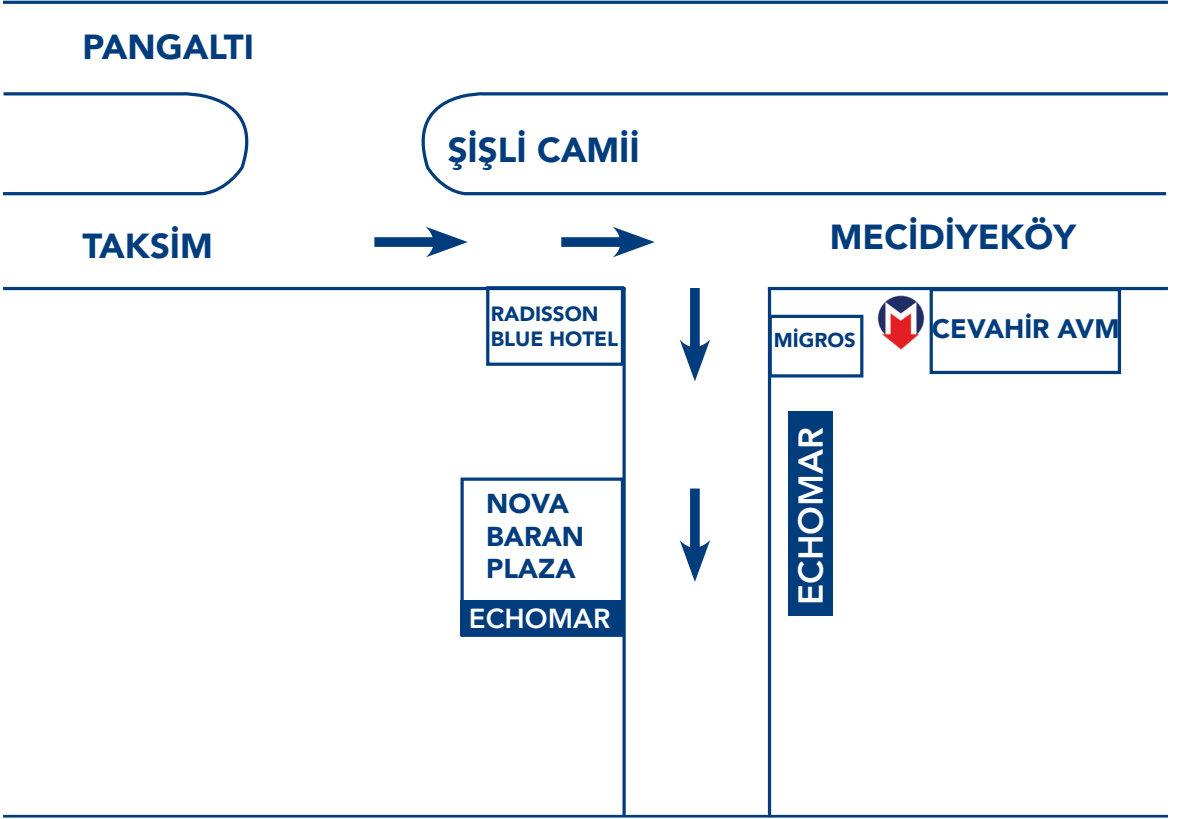 PANGALTI
ŞİŞLİ CAMİİ
TAKSİM
MECİDİYEKÖY
RADISSON
BLUE HOTEL
MİGROS
M
CEVAHİR AVM
NOVA
BARAN
PLAZA
ECHOMAR
ECHOMAR